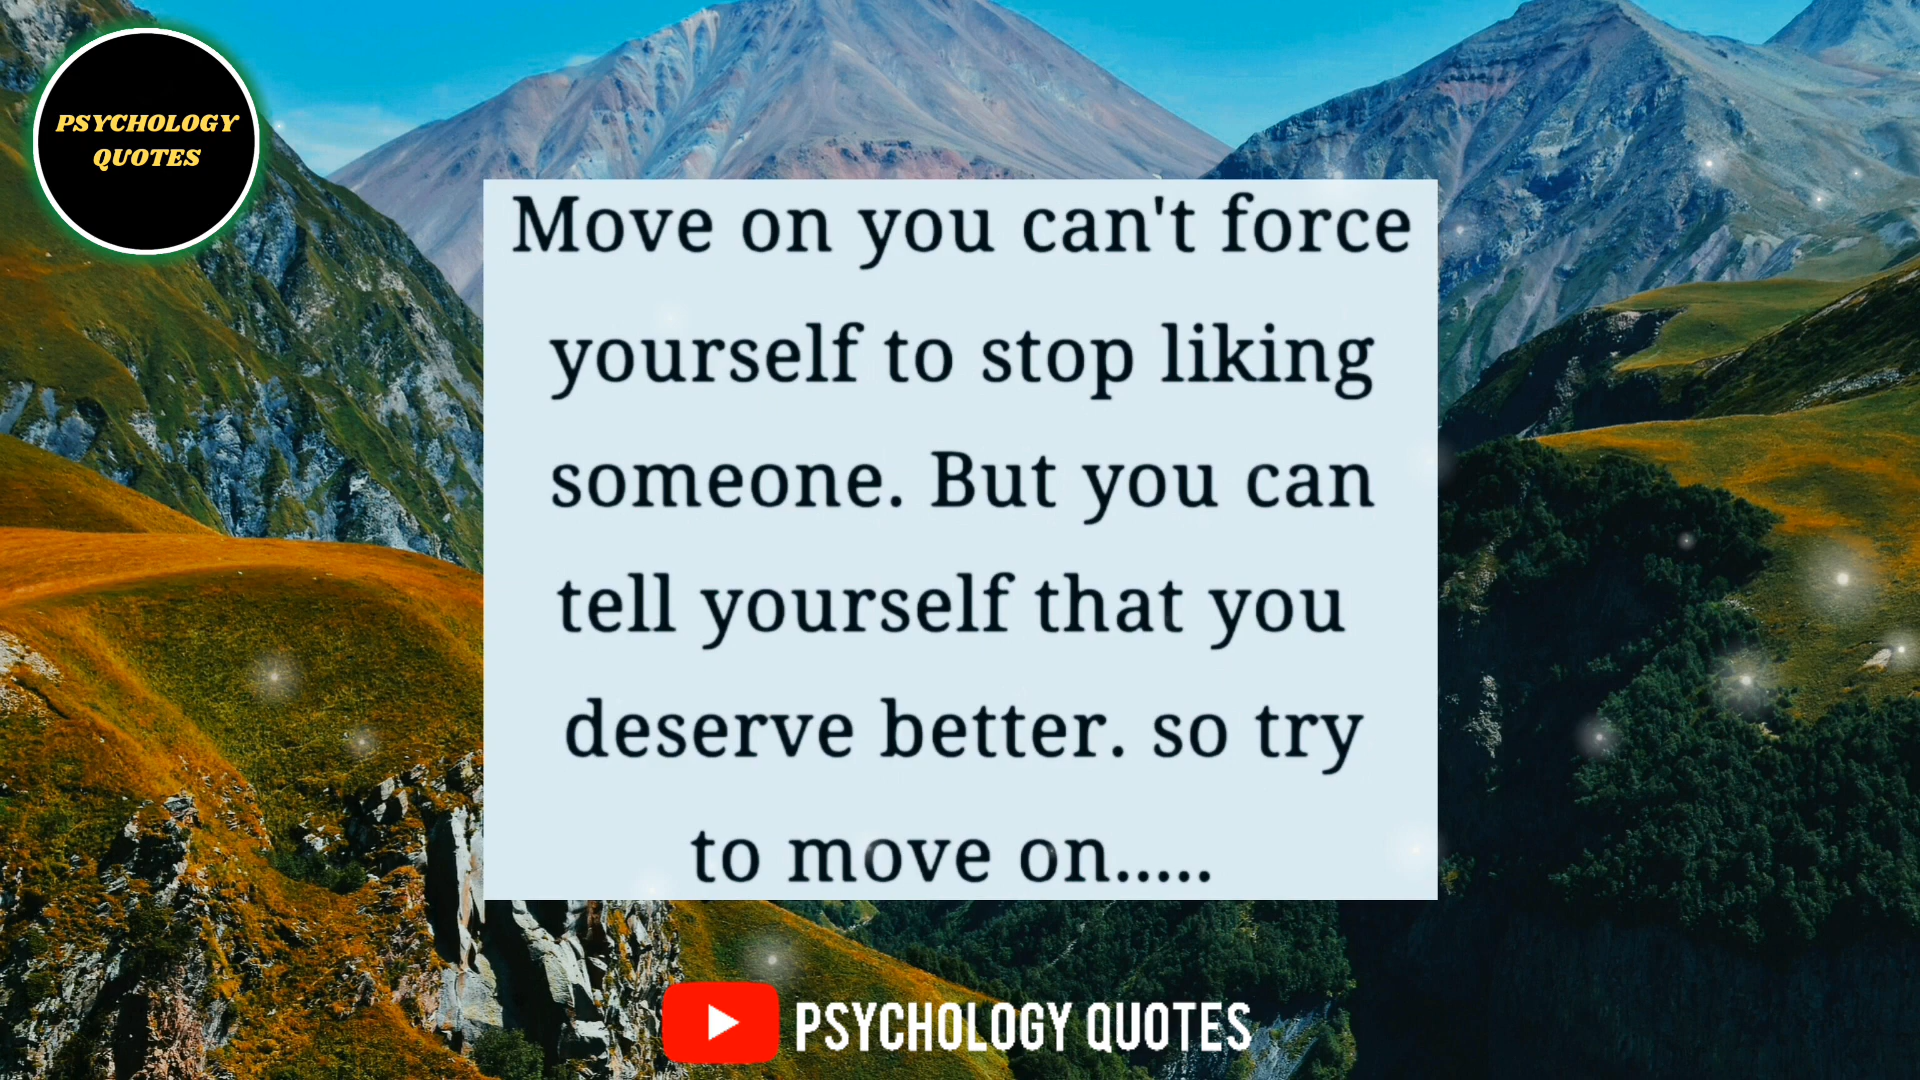 PSYCHOLOGY
QUOTES
Move on you can't force
yourself to stop liking
someone. But you can
tell yourself that you
deserve better. so try
to move on.....
PSYCHOLOGY QUOTES